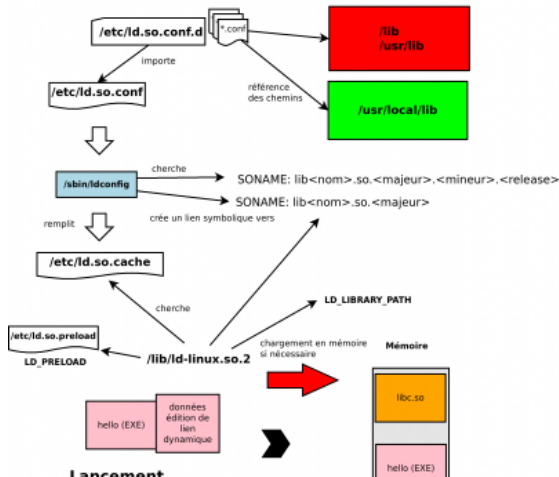 /etc/ld.so.conf.d
*.conf
/lib
/usr/lib
importe
/etc/ld.so.conf
référence
des chemins
/usr/local/lib
cherche
/sbin/ldconfig
SONAME: lib<nom>.so.<majeur>.<mineur>.<release>
SONAME: lib<nom>.so.<majeur>
crée un lien symbolique vers
remplit
/etc/ld.so.cache
cherche
LD_LIBRARY_PATH
/etc/ld.so.preload
LD_PRELOAD
/lib/ld-linux.so.2
chargement en mémoire
si nécessaire
Mémoire
libc.so
hello (EXE)
données
édition de
lien
dynamique
hello (EXE)
Lancement